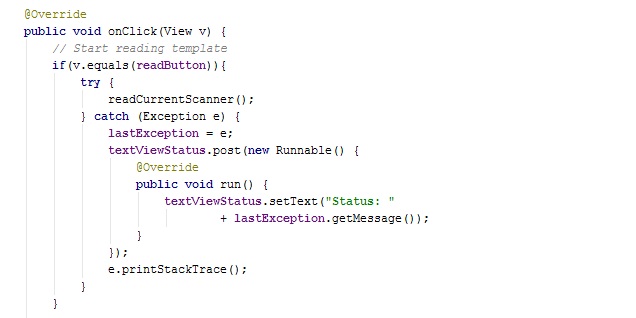 @Override
public void onClick(View v) {
// Start reading template
if(v.equals(readButton)){
try {
readCurrentScanner();
} catch (Exception e) {
lastException = e;
textViewStatus.post(new Runnable() {
@Override
public void run() {
textViewStatus.setText("Status: "
+ lastException.getMessage());
}
});
e.printStackTrace();
}
}